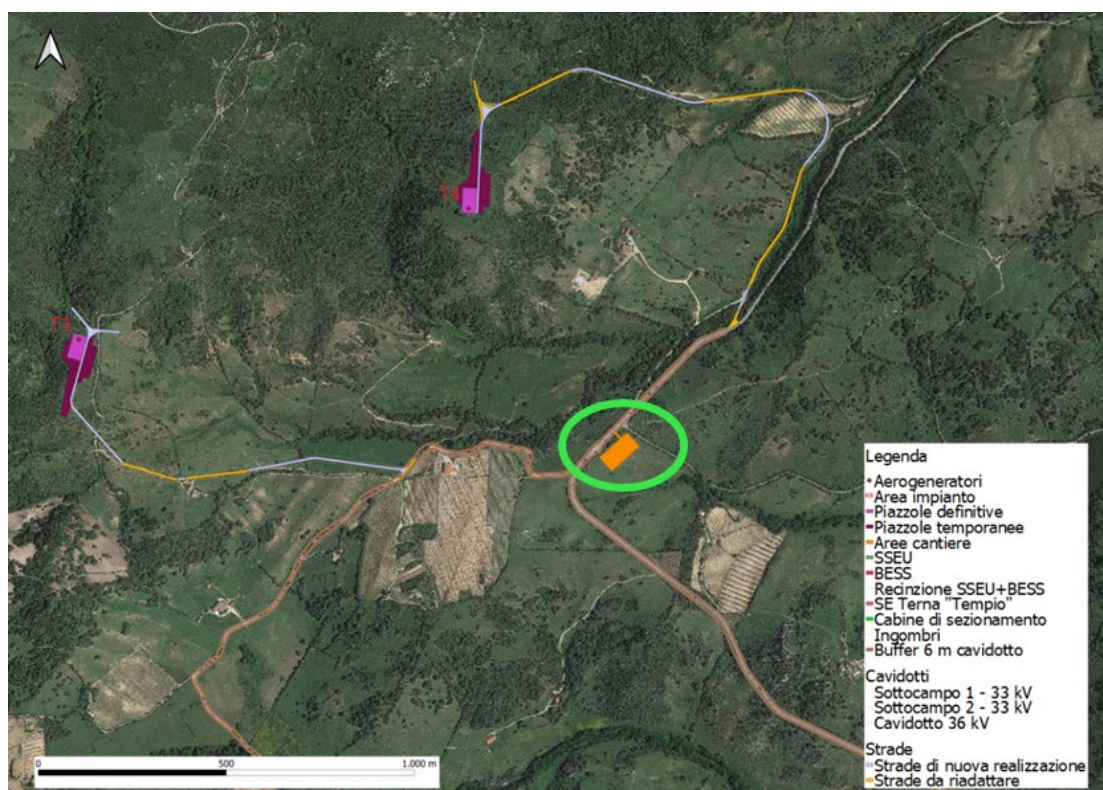 T4
T3
Legenda
Aerogeneratori
Area impianto
Piazzole definitive
Piazzole temporanee
Aree cantiere
SSEU
BESS
Recinzione SSEU+BESS
SE Terna "Tempio"
Cabine di sezionamento
Ingombri
Buffer 6 m cavidotto
Cavidotti
Sottocampo 1 - 33 kV
Sottocampo 2 - 33 kV
Cavidotto 36 kV
Strade
Strade di nuova realizzazione
Strade da riadattare
0 500 1.000 m